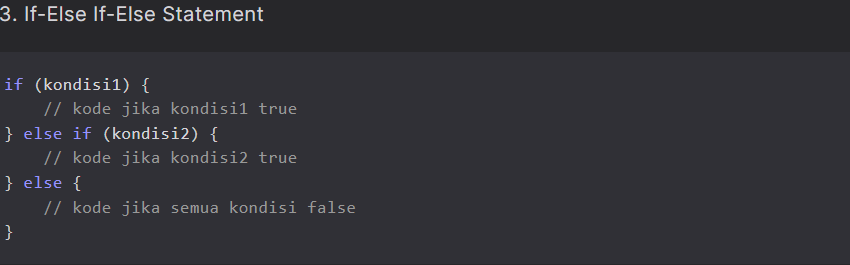 3. If-Else If-Else Statement
if (kondisi1) {
    // kode jika kondisi1 true
} else if (kondisi2) {
    // kode jika kondisi2 true
} else {
    // kode jika semua kondisi false
}